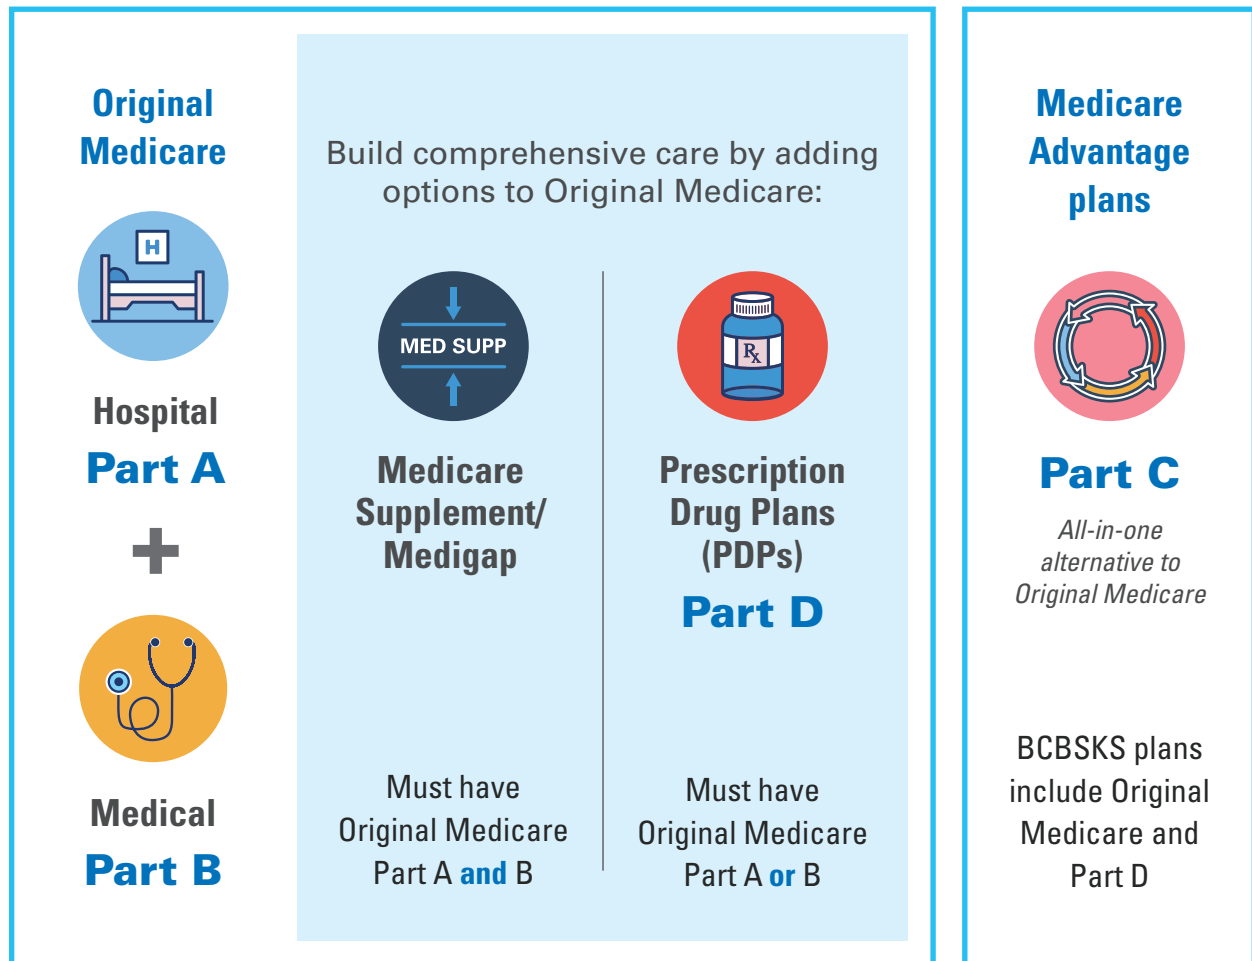 Original
Medicare
H
Hospital
Part A
+
Medical
Part B
Build comprehensive care by adding
options to Original Medicare:
MED SUPP
Medicare
Supplement/
Medigap
Must have
Original Medicare
Part A and B
Rx
Prescription
Drug Plans
(PDPs)
Part D
Must have
Original Medicare
Part A or B
Medicare
Advantage
plans
Part C
All-in-one
alternative to
Original Medicare
BCBSKS plans
include Original
Medicare and
Part D